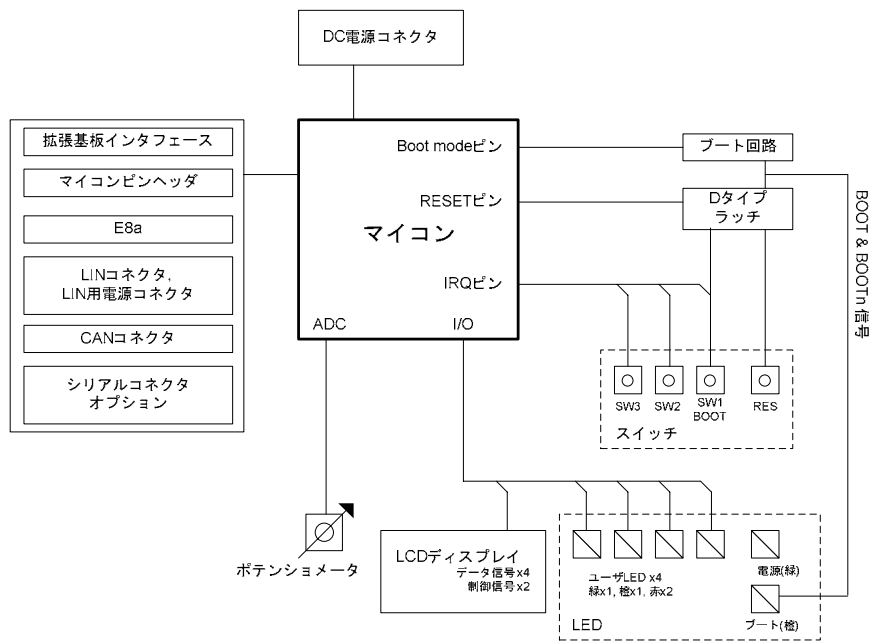 DC電源コネクタ
拡張基板インタフェース
マイコンピンヘッダ
E8a
LINコネクタ,
LIN用電源コネクタ
CANコネクタ
シリアルコネクタ
オプション
Boot modeピン
RESETピン
マイコン
IRQピン
ADC
I/O
ブート回路
Dタイプ
ラッチ
BOOT & BOOTn 信号
SW3
SW2
SW1
BOOT
RES
スイッチ
ポテンショメータ
LCDディスプレイ
データ信号x4
制御信号x2
ユーザLED x4
緑x1, 橙x1, 赤x2
電源(緑)
ブート(橙)
LED